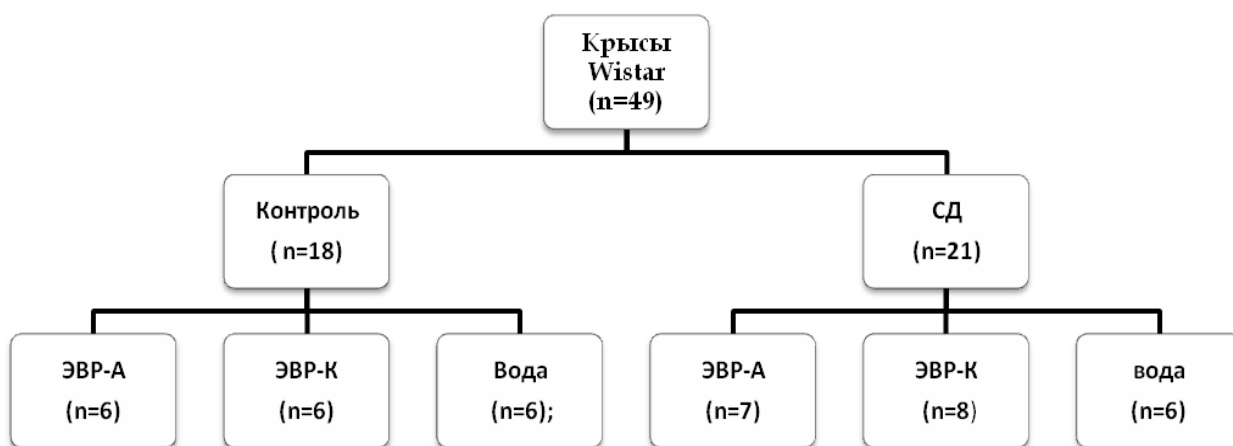 Крысы
Wistar
(n=49)
Контроль
( n=18)
СД
(n=21)
ЭВР-А
(n=6)
ЭВР-К
(n=6)
Вода
(n=6);
ЭВР-А
(n=7)
ЭВР-К
(n=8)
вода
(n=6)